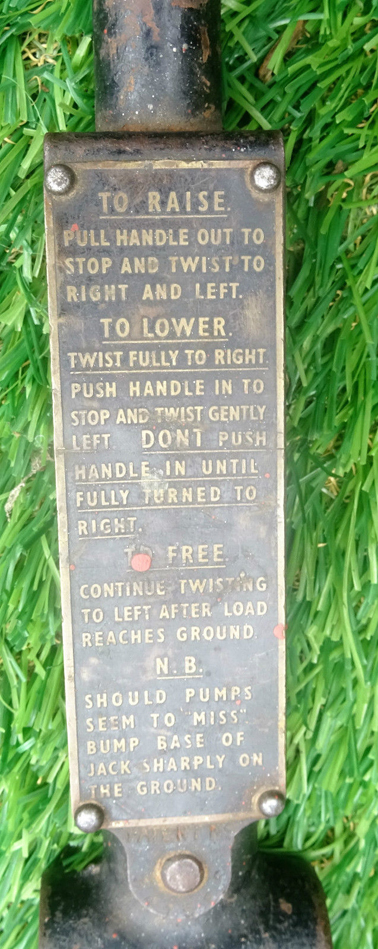 TO RAISE.
PULL HANDLE OUT TO
STOP AND TWIST TO
RIGHT AND LEFT.
TO LOWER.
TWIST FULLY TO RIGHT.
PUSH HANDLE IN TO
STOP AND TWIST GENTLY
LEFT. DONT PUSH
HANDLE IN UNTIL
FULLY TURNED TO
RIGHT.
TO FREE.
CONTINUE TWISTING
TO LEFT AFTER LOAD
REACHES GROUND.
N.B.
SHOULD PUMPS
SEEM TO "MISS".
BUMP BASE OF
JACK SHARPLY ON
THE GROUND.